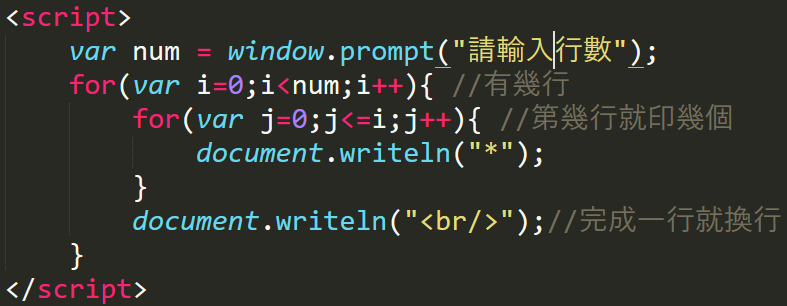 <script>
var num = window.prompt("請輸入行數");
for(var i=0;i<num;i++){ //有幾行
for(var j=0;j<=i;j++){ //第幾行就印幾個
document.writeln("*");
}
document.writeln("<br/>");//完成一行就換行
}
</script>